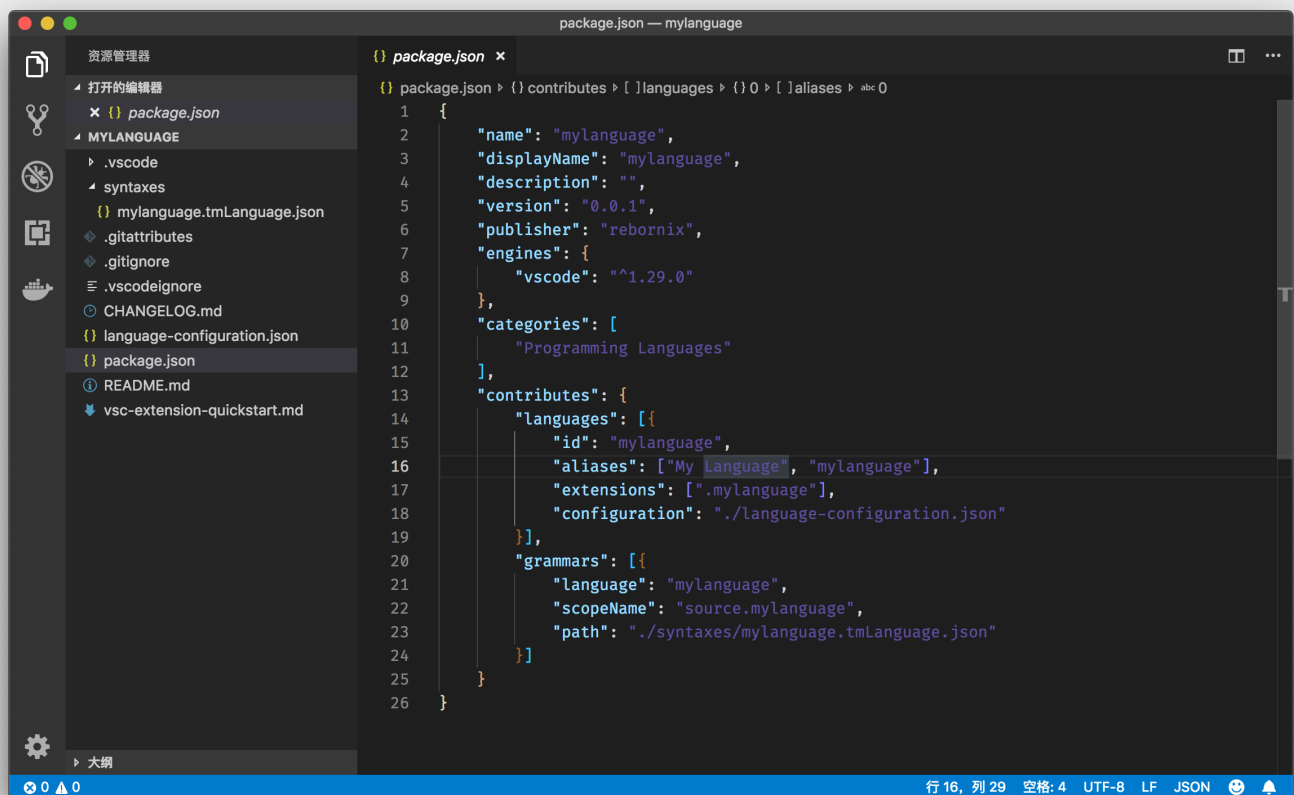 package.json — mylanguage
资源管理器
打开的编辑器
{} package.json
MYLANGUAGE
.vscode
syntaxes
{} mylanguage.tmLanguage.json
.gitattributes
.gitignore
.vscodeignore
CHANGELOG.md
{} language-configuration.json
{} package.json
README.md
vsc-extension-quickstart.md
大纲
{} package.json
{} package.json {} contributes [ ] languages {} 0 [ ] aliases abc 0
1 {
2     "name": "mylanguage",
3     "displayName": "mylanguage",
4     "description": "",
5     "version": "0.0.1",
6     "publisher": "rebornix",
7     "engines": {
8         "vscode": "^1.29.0"
9     },
10     "categories": [
11         "Programming Languages"
12     ],
13     "contributes": {
14         "languages": [{
15             "id": "mylanguage",
16             "aliases": ["My Language", "mylanguage"],
17             "extensions": [".mylanguage"],
18             "configuration": "./language-configuration.json"
19         }],
20         "grammars": [{
21             "language": "mylanguage",
22             "scopeName": "source.mylanguage",
23             "path": "./syntaxes/mylanguage.tmLanguage.json"
24         }]
25     }
26 }
0 0 行 16，列 29 空格: 4 UTF-8 LF JSON